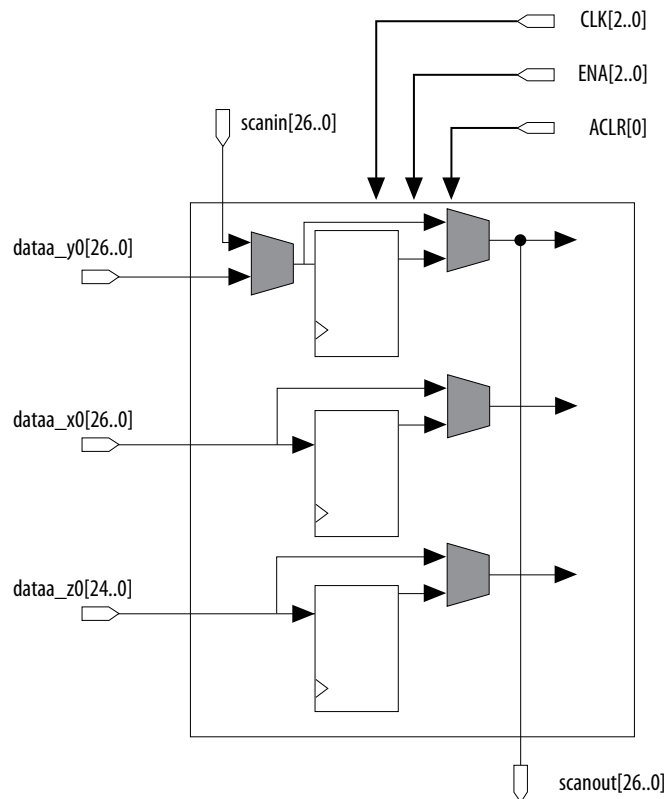 CLK[2..0]
ENA[2..0]
ACLR[0]
scanin[26..0]
dataa_y0[26..0]
dataa_x0[26..0]
dataa_z0[24..0]
scanout[26..0]